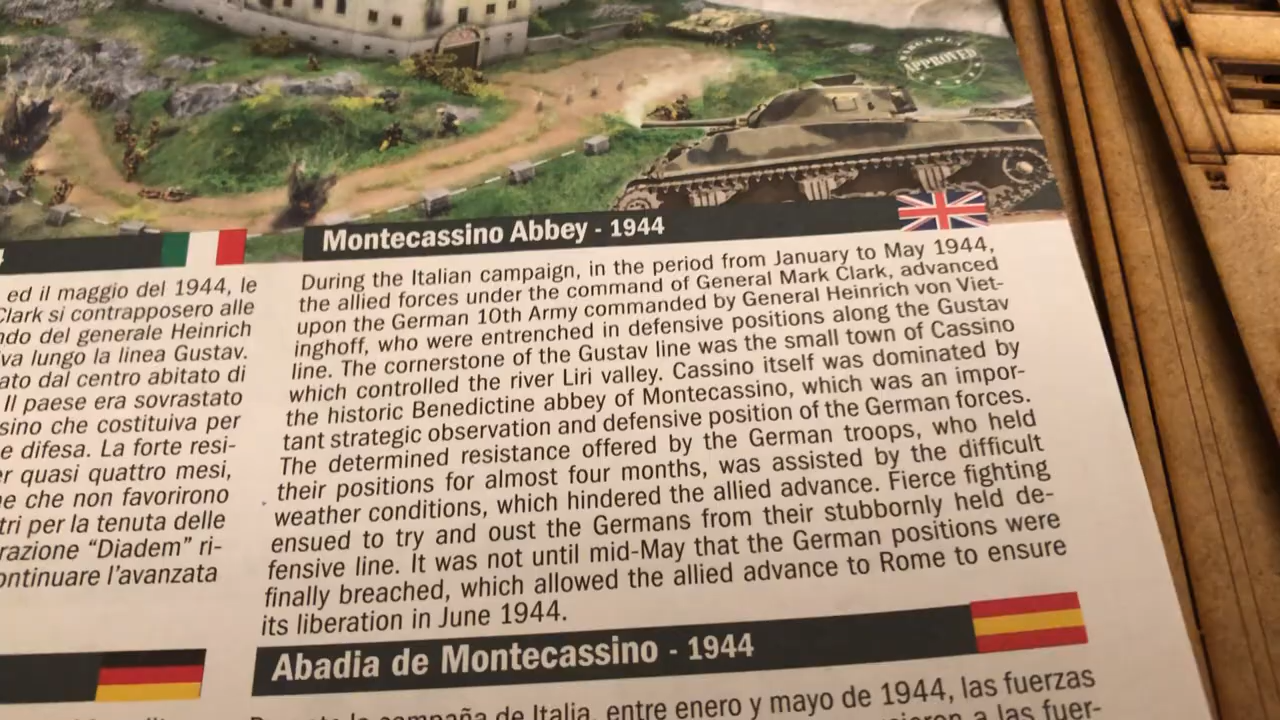 APPROVED
4
ed il maggio del 1944, le
Clark si contrapposero alle
ndo del generale Heinrich
va lungo la linea Gustav.
ato dal centro abitato di
Il paese era sovrastato
sino che costituiva per
e difesa. La forte resi-
er quasi quattro mesi,
e che non favorirono
tri per la tenuta delle
razione “Diadem” ri-
ontinuare l'avanzata
Montecassino Abbey - 1944
During the Italian campaign, in the period from January to May 1944,
the allied forces under the command of General Mark Clark, advanced
upon the German 10th Army commanded by General Heinrich von Viet-
inghoff, who were entrenched in defensive positions along the Gustav
line. The cornerstone of the Gustav line was the small town of Cassino
which controlled the river Liri valley. Cassino itself was dominated by
the historic Benedictine abbey of Montecassino, which was an impor-
tant strategic observation and defensive position of the German forces.
The determined resistance offered by the German troops, who held
their positions for almost four months, was assisted by the difficult
weather conditions, which hindered the allied advance. Fierce fighting
ensued to try and oust the Germans from their stubbornly held de-
fensive line. It was not until mid-May that the German positions were
finally breached, which allowed the allied advance to Rome to ensure
its liberation in June 1944.
Abadia de Montecassino - 1944
campaña de Italia, entre enero y mayo de 1944, las fuerzas
a las fuer-